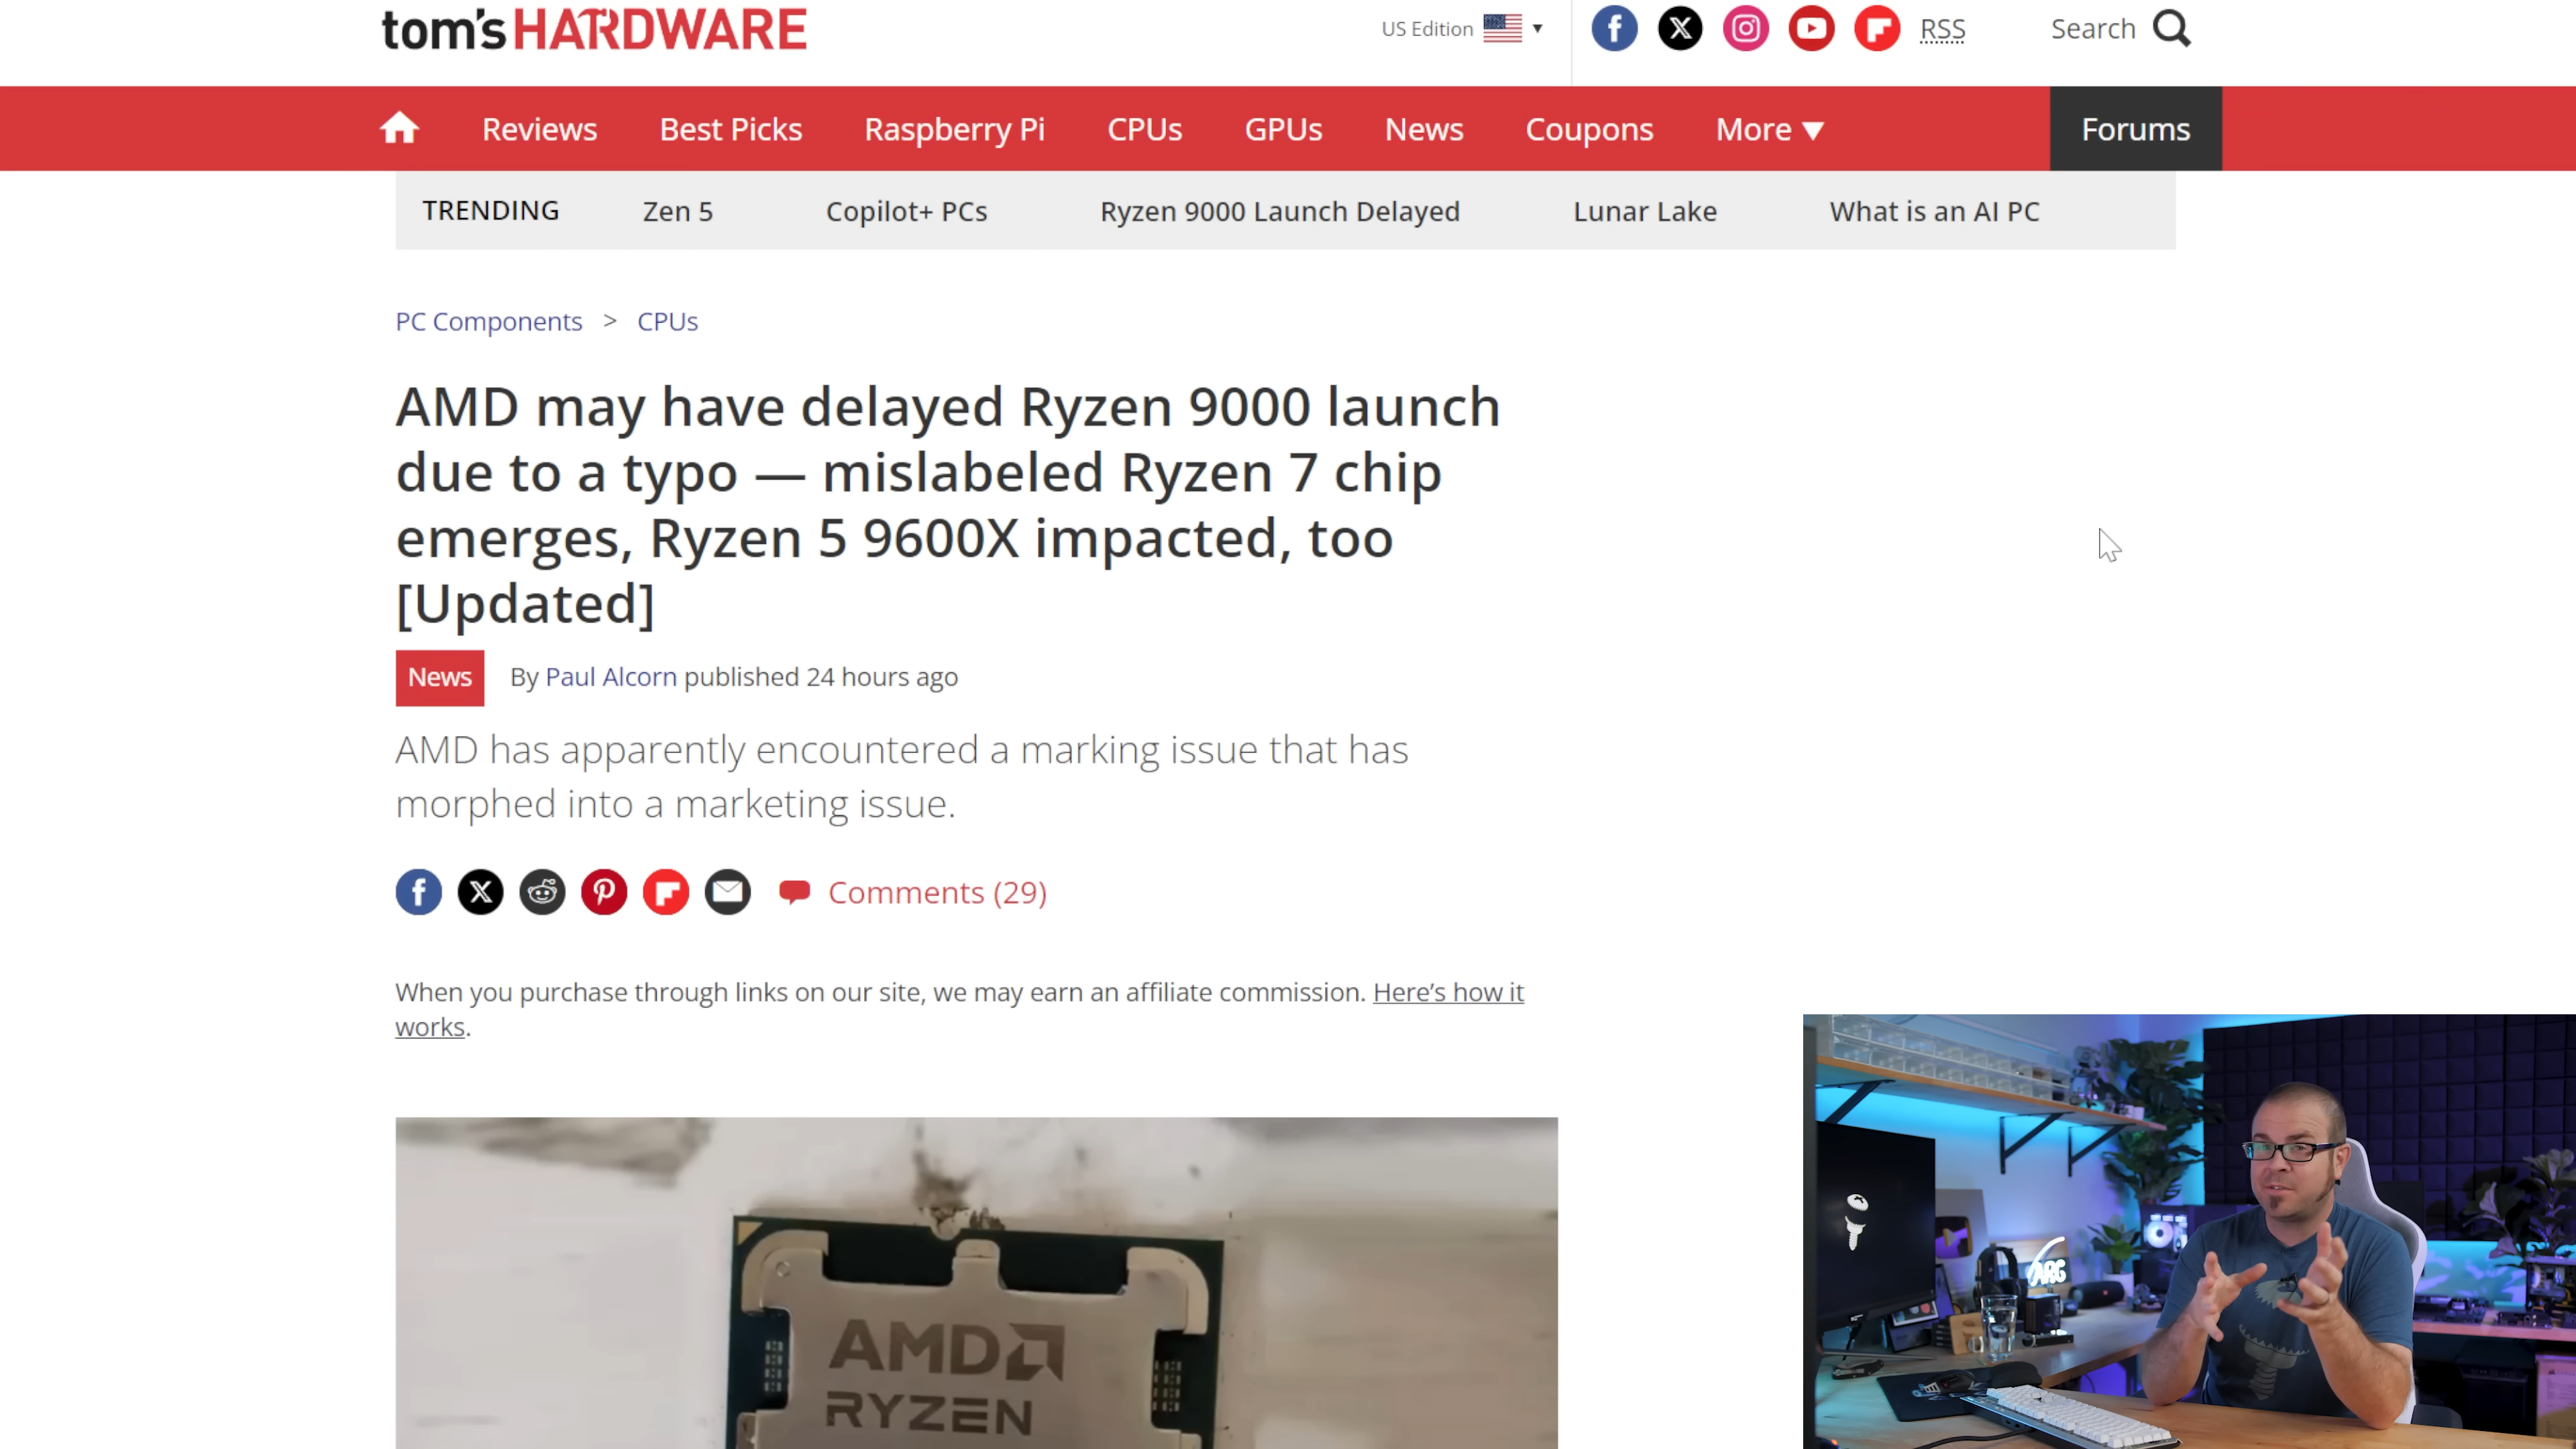 tom's HARDWARE
US Edition
RSS
Search
Reviews
Best Picks
Raspberry Pi
CPUs
GPUs
News
Coupons
More
Forums
TRENDING
Zen 5
Copilot+ PCs
Ryzen 9000 Launch Delayed
Lunar Lake
What is an AI PC
PC Components > CPUs
AMD may have delayed Ryzen 9000 launch
due to a typo — mislabeled Ryzen 7 chip
emerges, Ryzen 5 9600X impacted, too
[Updated]
News
By Paul Alcorn published 24 hours ago
AMD has apparently encountered a marking issue that has
morphed into a marketing issue.
Comments (29)
When you purchase through links on our site, we may earn an affiliate commission. Here's how it
works.
AMD
RYZEN
ARC